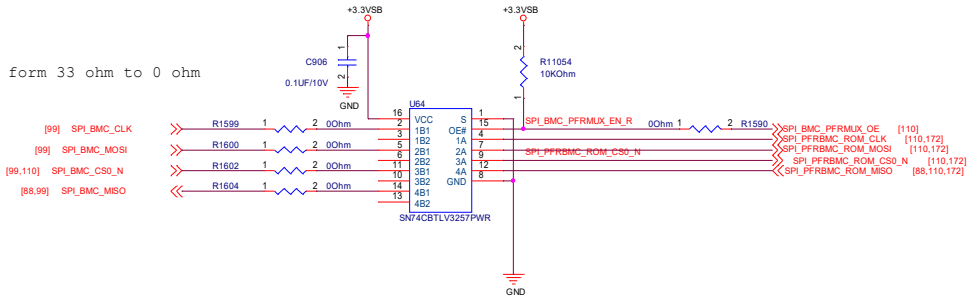 +3.3VSB
+3.3VSB
1
C906
2
0.1UF/10V
GND
2
R11054
10KOhm
1
form 33 ohm to 0 ohm
U64
16 VCC S 1
2 1B1 OE# 15
3 1B2 1A 4
5 2B1 2A 7
6 2B2 3A 9
11 3B1 4A 12
10 3B2 GND 8
14 4B1
13 4B2
SN74CBTLV3257PWR
[99] SPI_BMC_CLK R1599 1 2 0Ohm
[99] SPI_BMC_MOSI R1600 1 2 0Ohm
[99,110] SPI_BMC_CS0_N R1602 1 2 0Ohm
[88,99] SPI_BMC_MISO R1604 1 2 0Ohm
SPI_BMC_PFRMUX_EN_R 0Ohm 1 2 R1590 SPI_BMC_PFRMUX_OE [110]
SPI_PFRBMC_ROM_CLK [110,172]
SPI_PFRBMC_ROM_MOSI [110,172]
SPI_PFRBMC_ROM_CS0_N SPI_PFRBMC_ROM_CS0_N [110,172]
SPI_PFRBMC_ROM_MISO [88,110,172]
GND